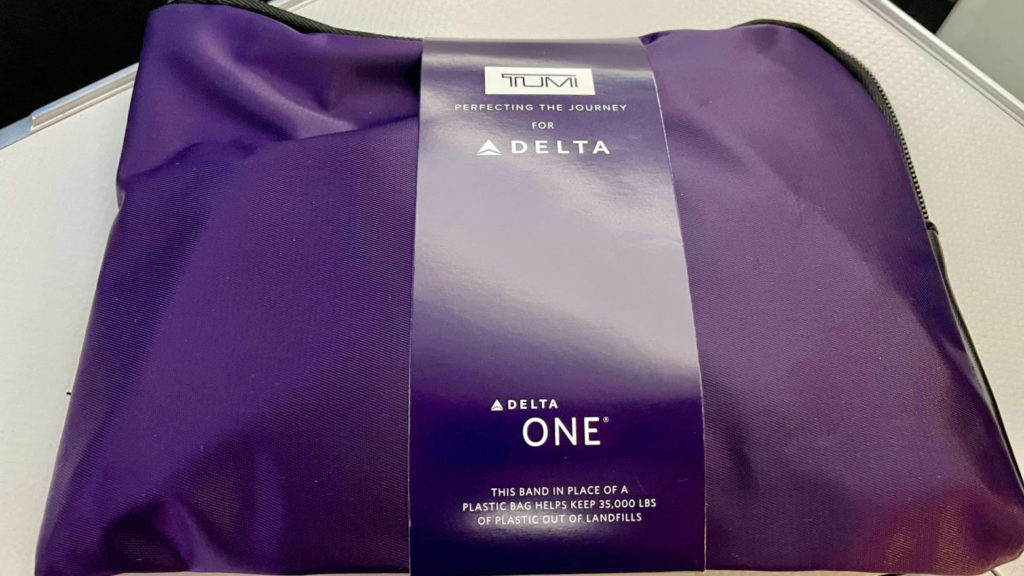 TUMI
PERFECTING THE JOURNEY
FOR
DELTA
DELTA
ONE®
THIS BAND IN PLACE OF A
PLASTIC BAG HELPS KEEP 35,000 LBS
OF PLASTIC OUT OF LANDFILLS